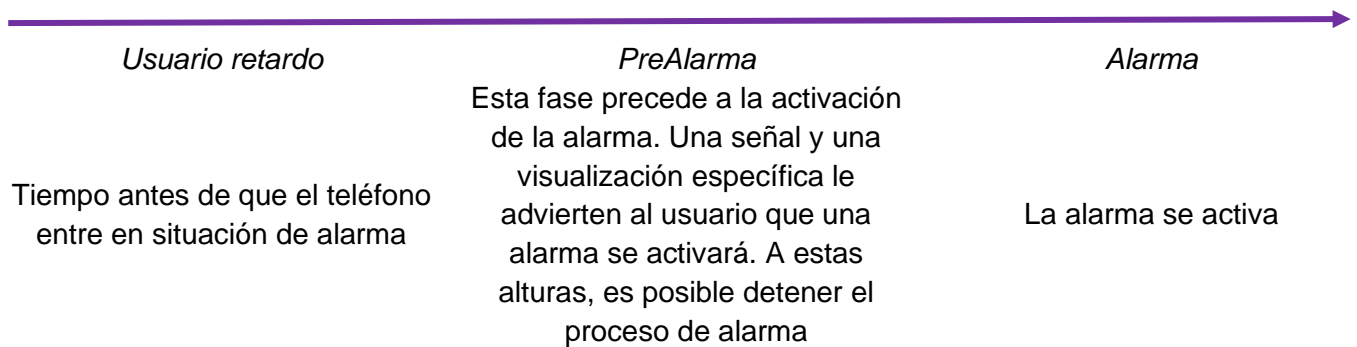 Usuario retardo
Tiempo antes de que el teléfono
entre en situación de alarma
PreAlarma
Esta fase precede a la activación
de la alarma. Una señal y una
visualización específica le
advierten al usuario que una
alarma se activará. A estas
alturas, es posible detener el
proceso de alarma
Alarma
La alarma se activa